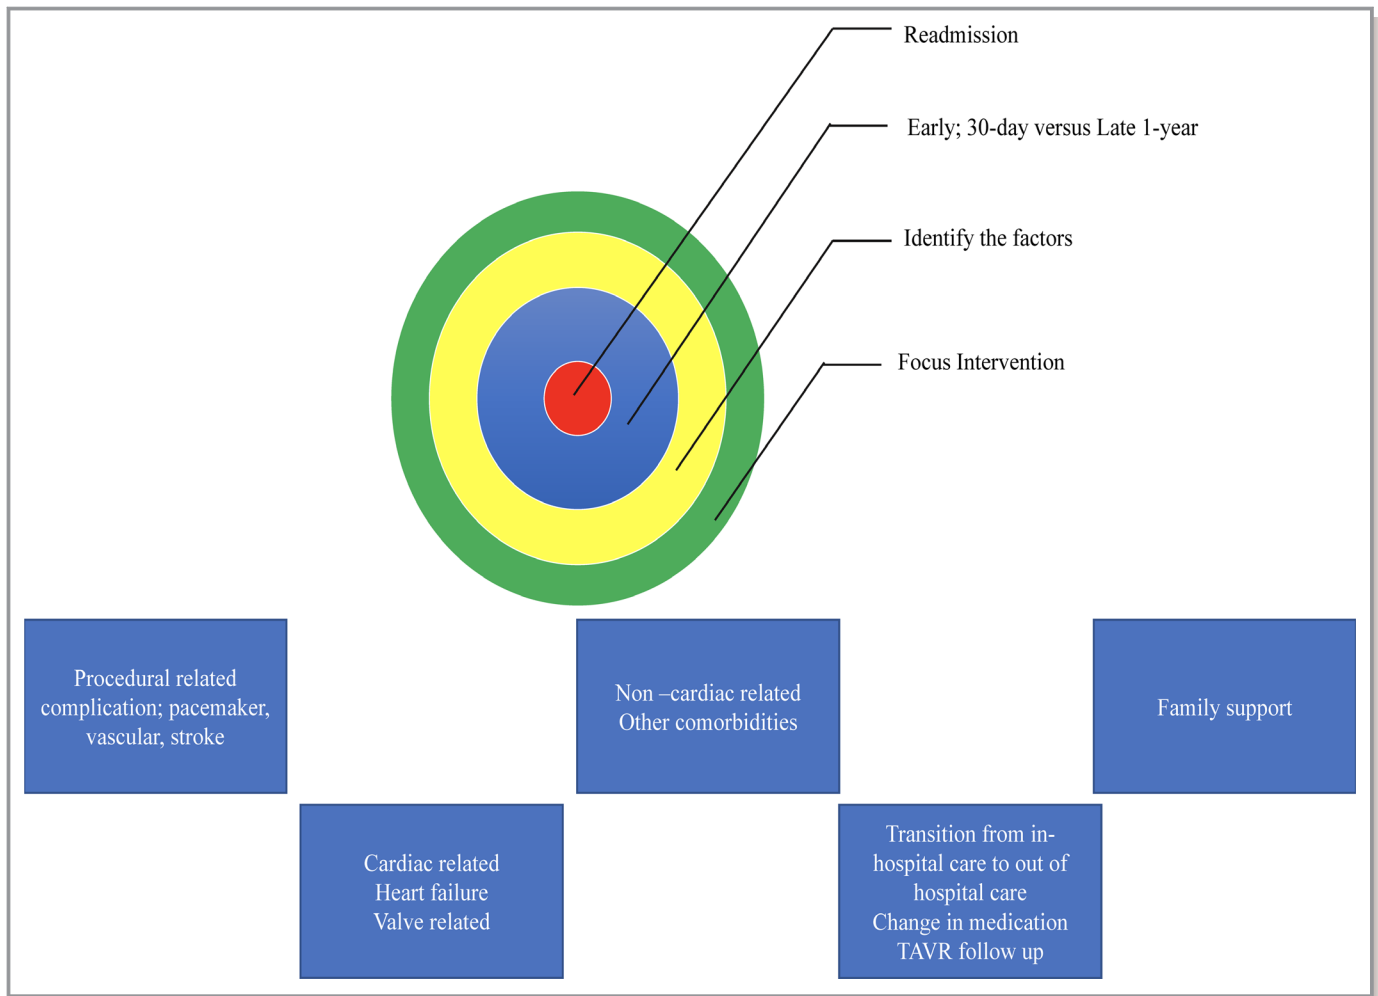 Readmission
Early; 30-day versus Late 1-year
Identify the factors
Focus Intervention
Procedural related
complication; pacemaker,
vascular, stroke
Non –cardiac related
Other comorbidities
Family support
Cardiac related
Heart failure
Valve related
Transition from in-
hospital care to out of
hospital care
Change in medication
TAVR follow up